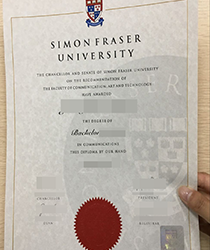 SIMON FRASER
UNIVERSITY
THE CHANCELLOR AND SENATE OF SIMON FRASER UNIVERSITY
ON THE RECOMMENDATION OF
THE FACULTY OF COMMUNICATION, ART AND TECHNOLOGY
HAVE AWARDED
THE DEGREE OF
Bachelor
IN COMMUNICATIONS
THIS DIPLOMA BY OUR HAND